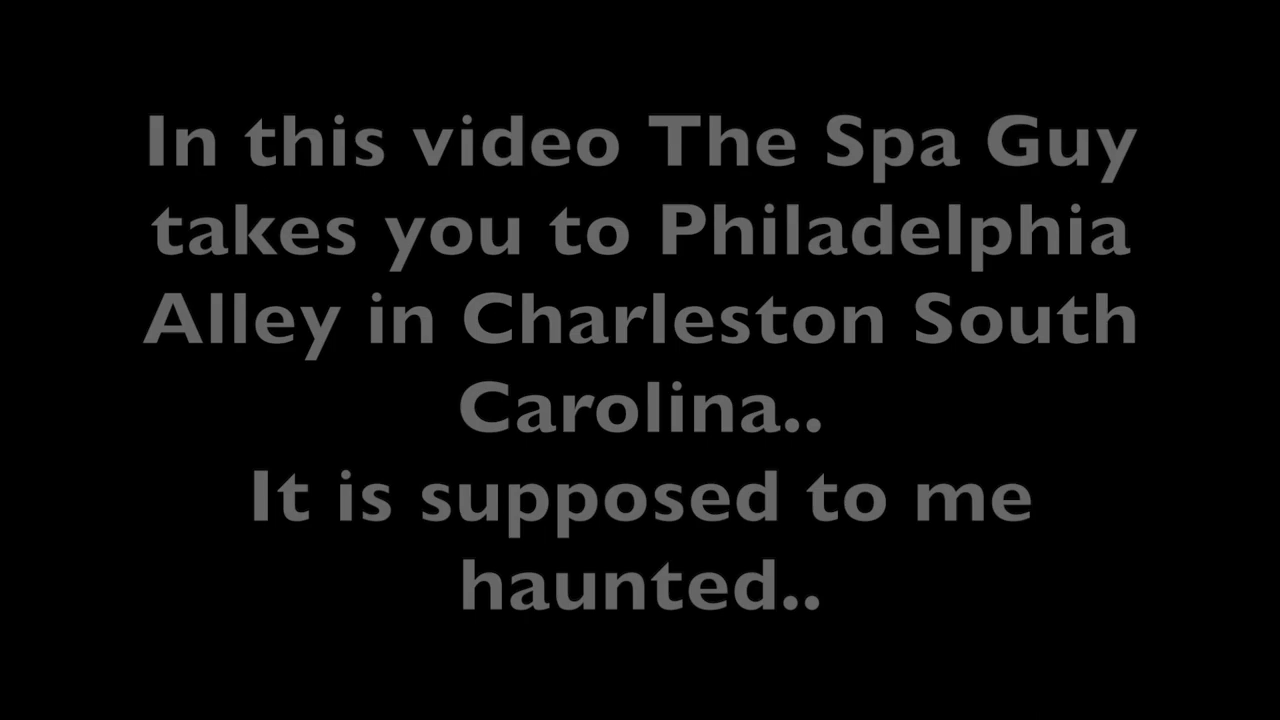 In this video The Spa Guy
takes you to Philadelphia
Alley in Charleston South
Carolina..
It is supposed to me
haunted..